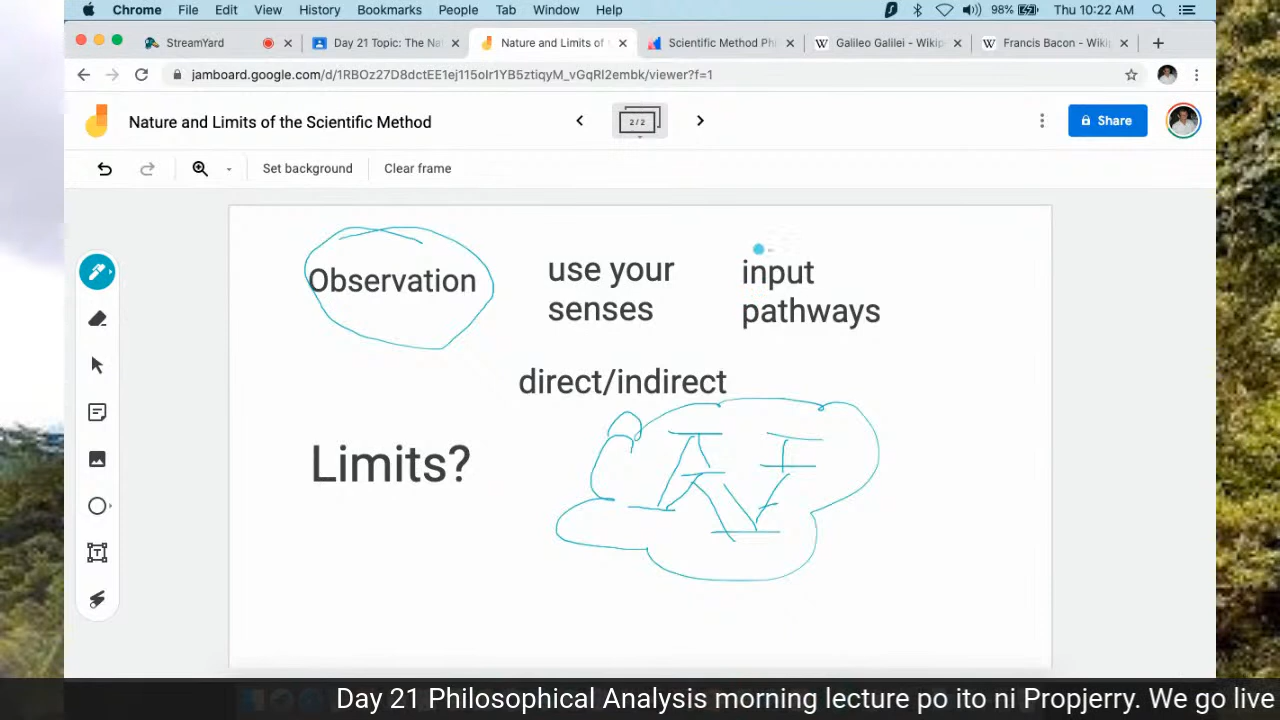 Chrome File Edit View History Bookmarks People Tab Window Help 98% Thu 10:22 AM
StreamYard Day 21 Topic: The Na Nature and Limits of Scientific Method Ph Galileo Galilei - Wikip Francis Bacon - Wiki
jamboard.google.com/d/1RBOz27D8dctEE1ej115oIr1YB5ztiqyM_vGqRI2embk/viewer?f=1
Nature and Limits of the Scientific Method 2/2 Share
Set background Clear frame
Observation
use your
senses
input
pathways
direct/indirect
Limits?
Day 21 Philosophical Analysis morning lecture po ito ni Propjerry. We go live